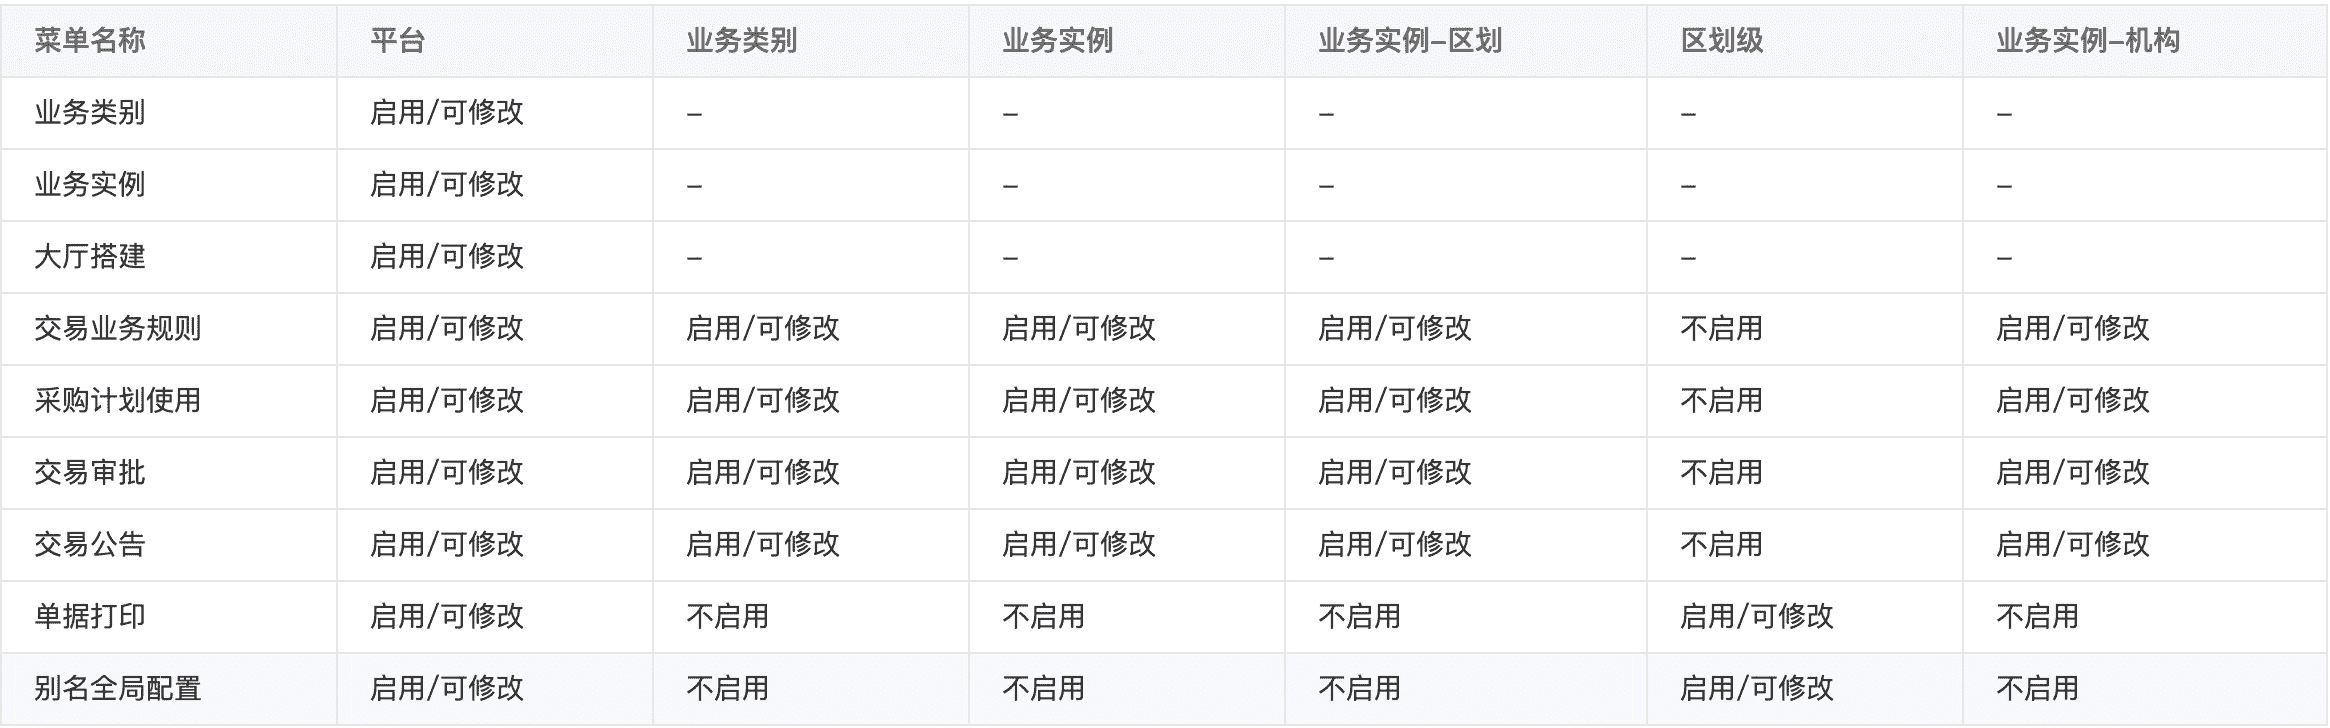 菜单名称 平台 业务类别 业务实例 业务实例–区划 区划级 业务实例–机构
业务类别 启用/可修改 – – – – –
业务实例 启用/可修改 – – – – –
大厅搭建 启用/可修改 – – – – –
交易业务规则 启用/可修改 启用/可修改 启用/可修改 启用/可修改 不启用 启用/可修改
采购计划使用 启用/可修改 启用/可修改 启用/可修改 启用/可修改 不启用 启用/可修改
交易审批 启用/可修改 启用/可修改 启用/可修改 启用/可修改 不启用 启用/可修改
交易公告 启用/可修改 启用/可修改 启用/可修改 启用/可修改 不启用 启用/可修改
单据打印 启用/可修改 不启用 不启用 不启用 启用/可修改 不启用
别名全局配置 启用/可修改 不启用 不启用 不启用 启用/可修改 不启用